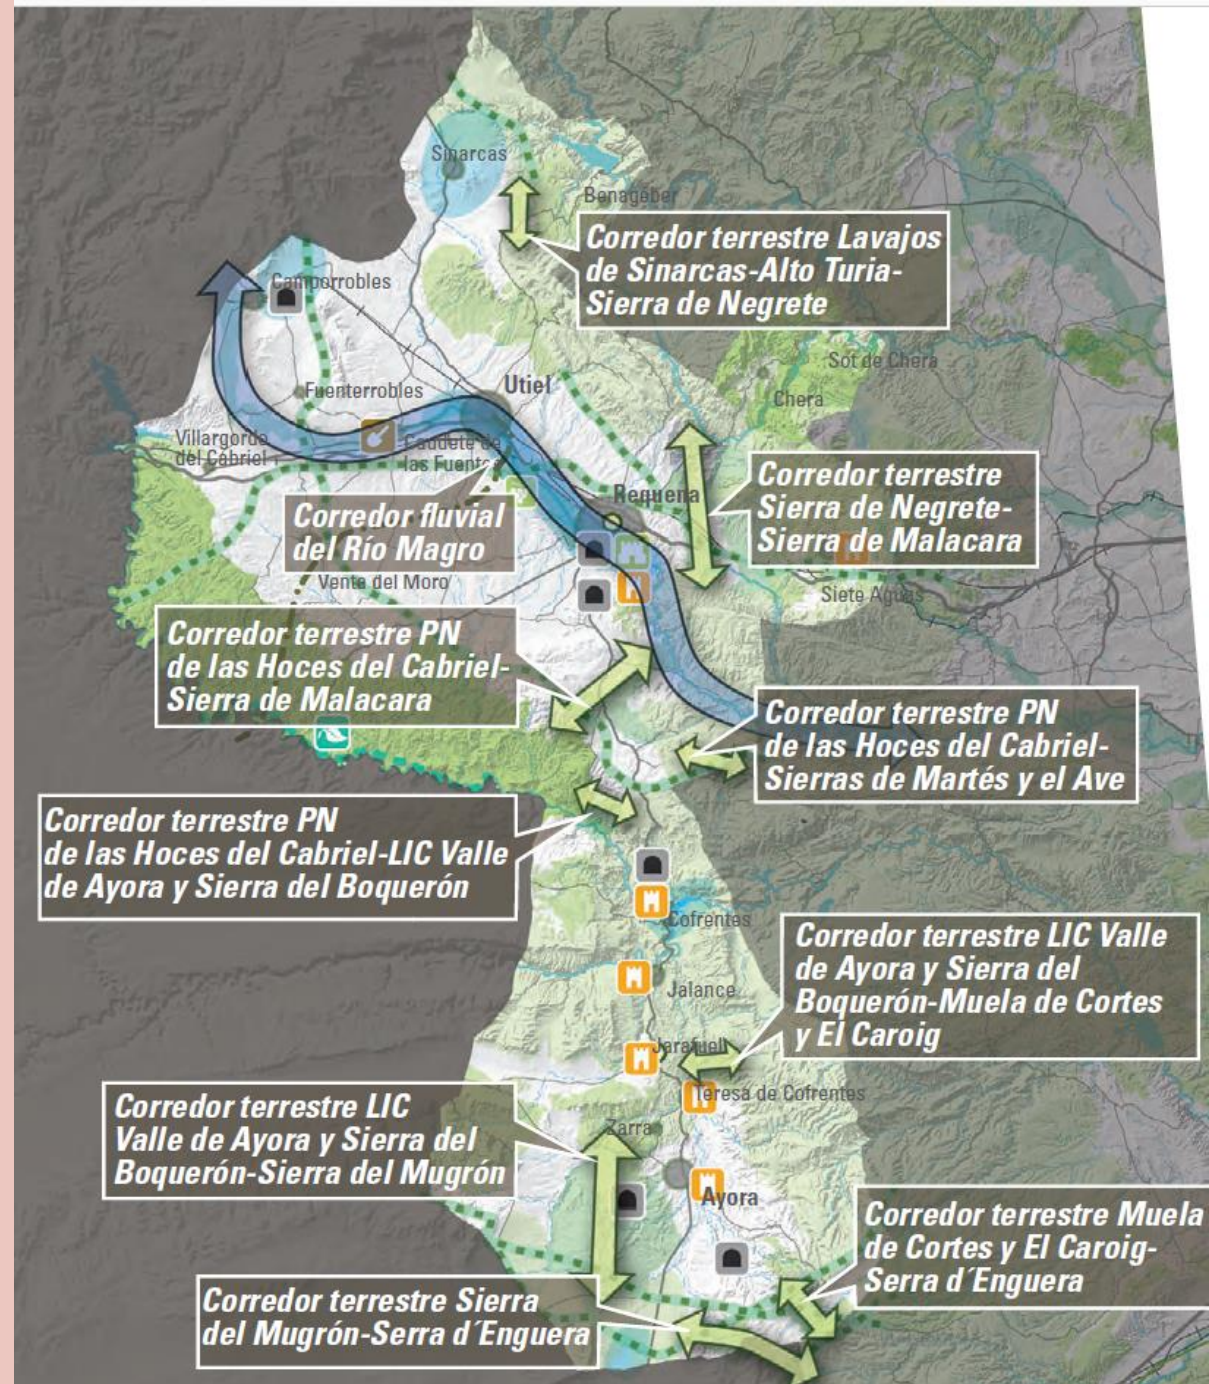 Sinarcas
Benagéber
Corredor terrestre Lavajos
de Sinarcas-Alto Turia-
Sierra de Negrete
Camporrobles
Sot de Chera
Chera
Fuenterrobles
Utiel
Villargordo
del Cabriel
Caudete de
las Fuentes
Corredor terrestre
Sierra de Negrete-
Sierra de Malacara
Requena
Corredor fluvial
del Río Magro
Venta del Moro
Siete Aguas
Corredor terrestre PN
de las Hoces del Cabriel-
Sierra de Malacara
Corredor terrestre PN
de las Hoces del Cabriel-
Sierras de Martés y el Ave
Corredor terrestre PN
de las Hoces del Cabriel-LIC Valle
de Ayora y Sierra del Boquerón
Cofrentes
Corredor terrestre LIC Valle
de Ayora y Sierra del
Boquerón-Muela de Cortes
y El Caroig
Jalance
Jarafuel
Teresa de Cofrentes
Corredor terrestre LIC
Valle de Ayora y Sierra del
Boquerón-Sierra del Mugrón
Zarra
Ayora
Corredor terrestre Muela
de Cortes y El Caroig-
Serra d´Enguera
Corredor terrestre Sierra
del Mugrón-Serra d´Enguera